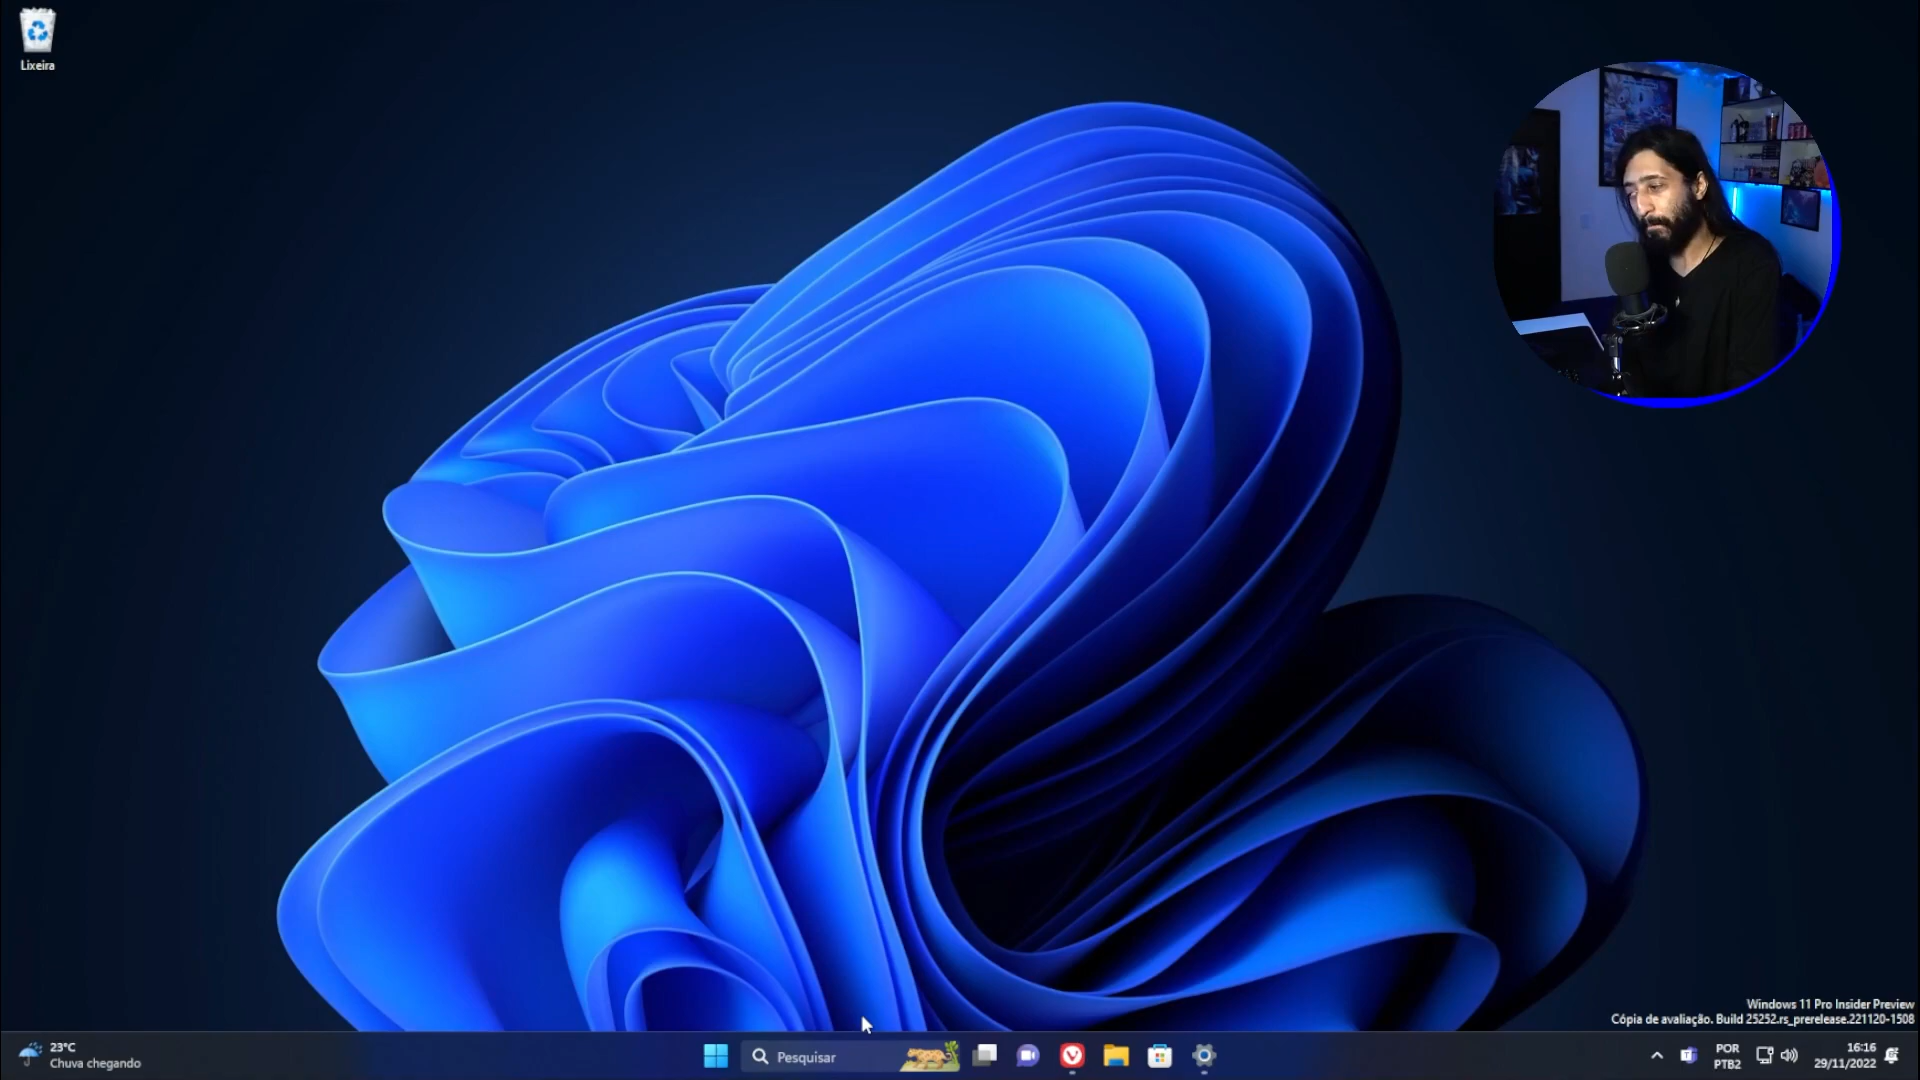 Lixeira
Windows 11 Pro Insider Preview
Cópia de avaliação. Build 25252.rs_prerelease.221120-1508
23°C
Chuva chegando
Pesquisar
POR
PTB2
16:16
29/11/2022